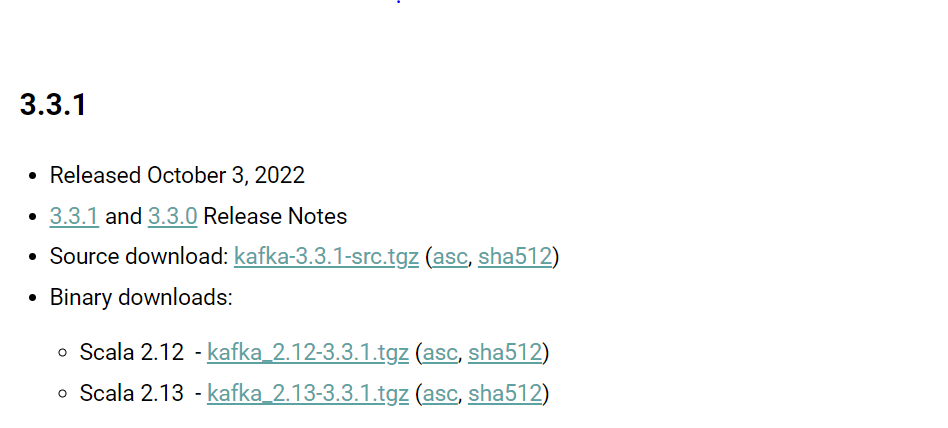 3.3.1
• Released October 3, 2022
• 3.3.1 and 3.3.0 Release Notes
• Source download: kafka-3.3.1-src.tgz (asc, sha512)
• Binary downloads:
◦ Scala 2.12 - kafka_2.12-3.3.1.tgz (asc, sha512)
◦ Scala 2.13 - kafka_2.13-3.3.1.tgz (asc, sha512)